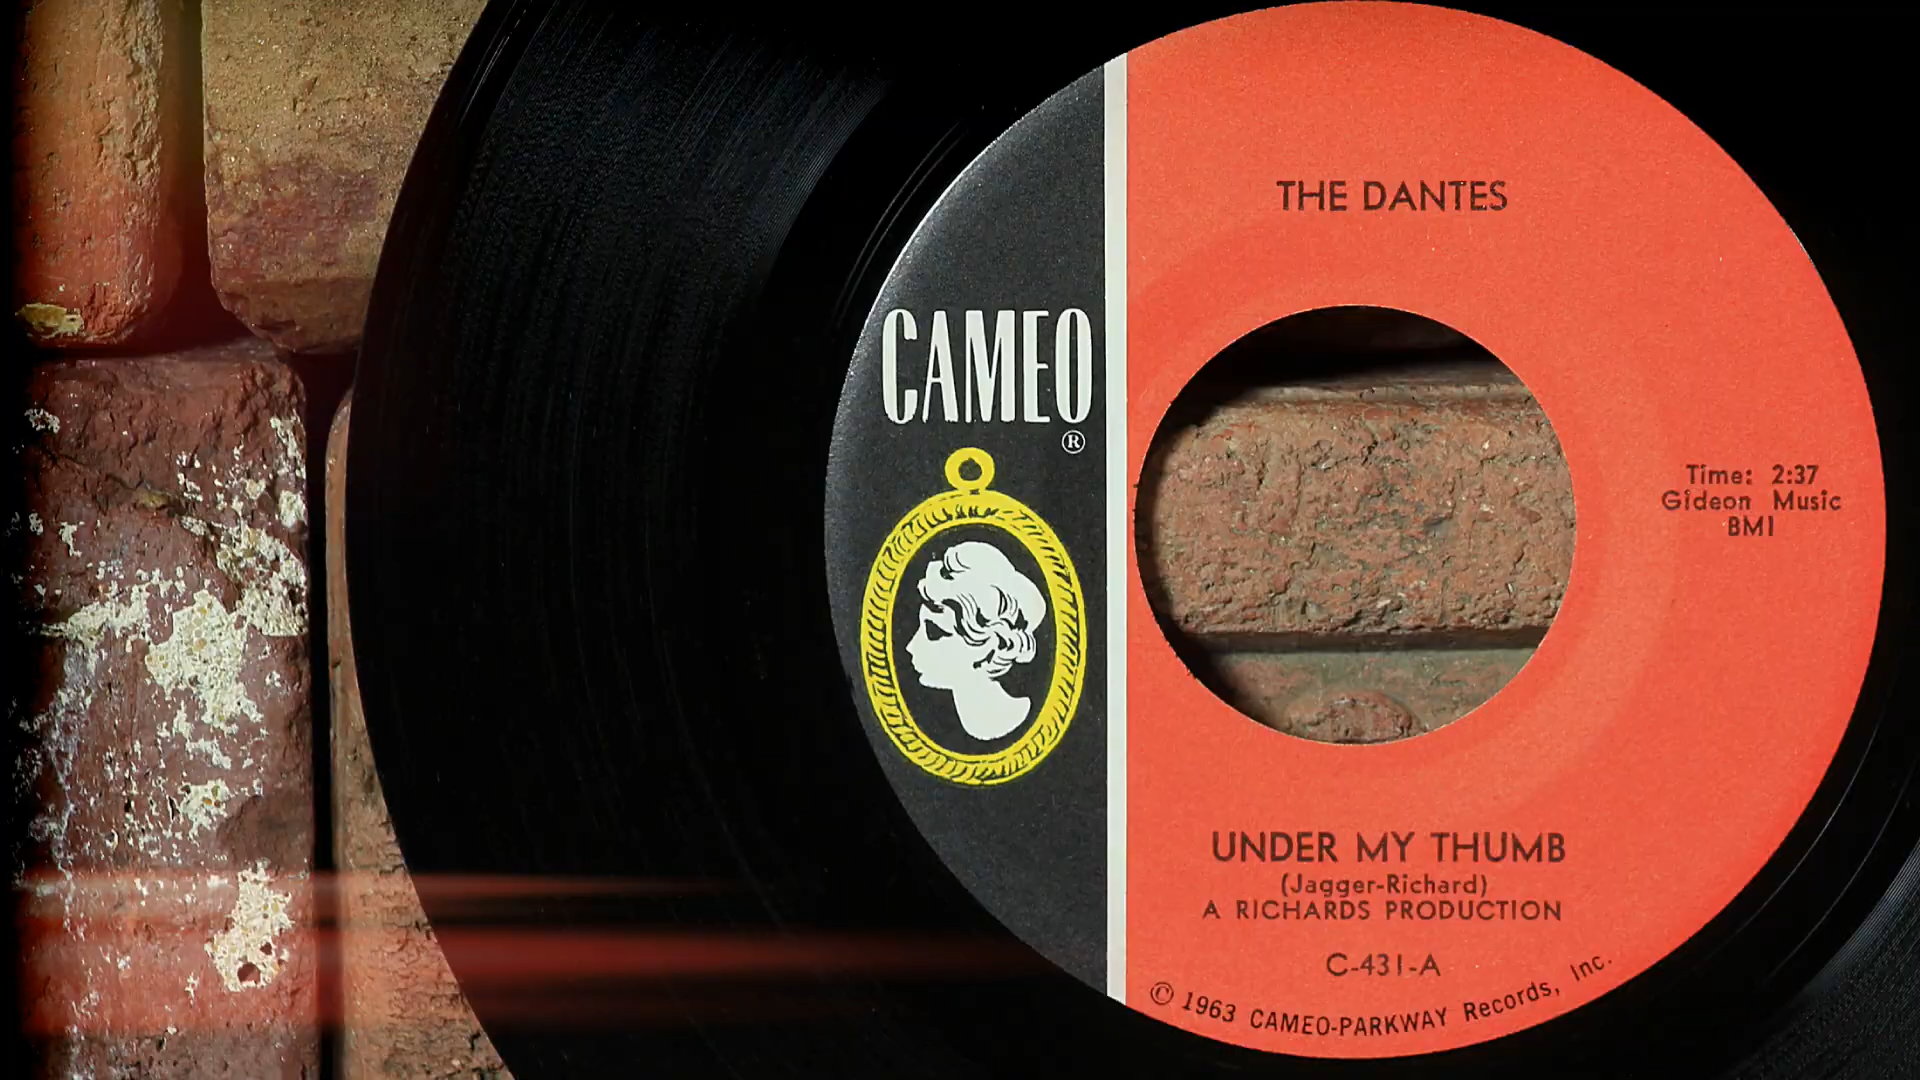 THE DANTES
CAMEO
®
Time: 2:37
Gideon Music
BMI
UNDER MY THUMB
(Jagger-Richard)
A RICHARDS PRODUCTION
C-431-A
© 1963 CAMEO-PARKWAY Records, Inc.